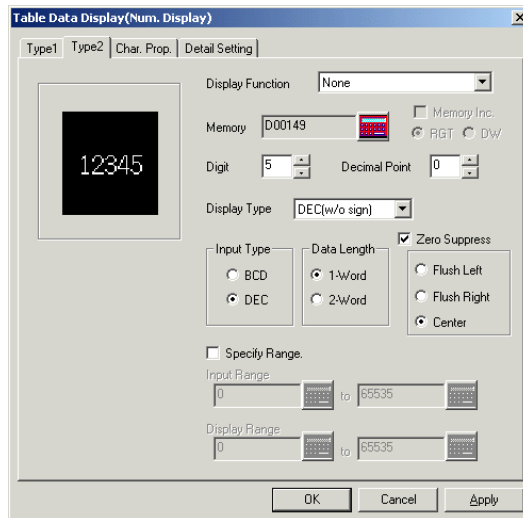 Table Data Display(Num. Display)
Type1 Type2 Char. Prop. Detail Setting
12345
Display Function None
Memory D00149
Memory Inc.
RGT DW
Digit 5 Decimal Point 0
Display Type DEC(w/o sign)
Zero Suppress
Input Type
BCD
DEC
Data Length
1-Word
2-Word
Flush Left
Flush Right
Center
Specify Range.
Input Range
0 to 65535
Display Range
0 to 65535
OK Cancel Apply